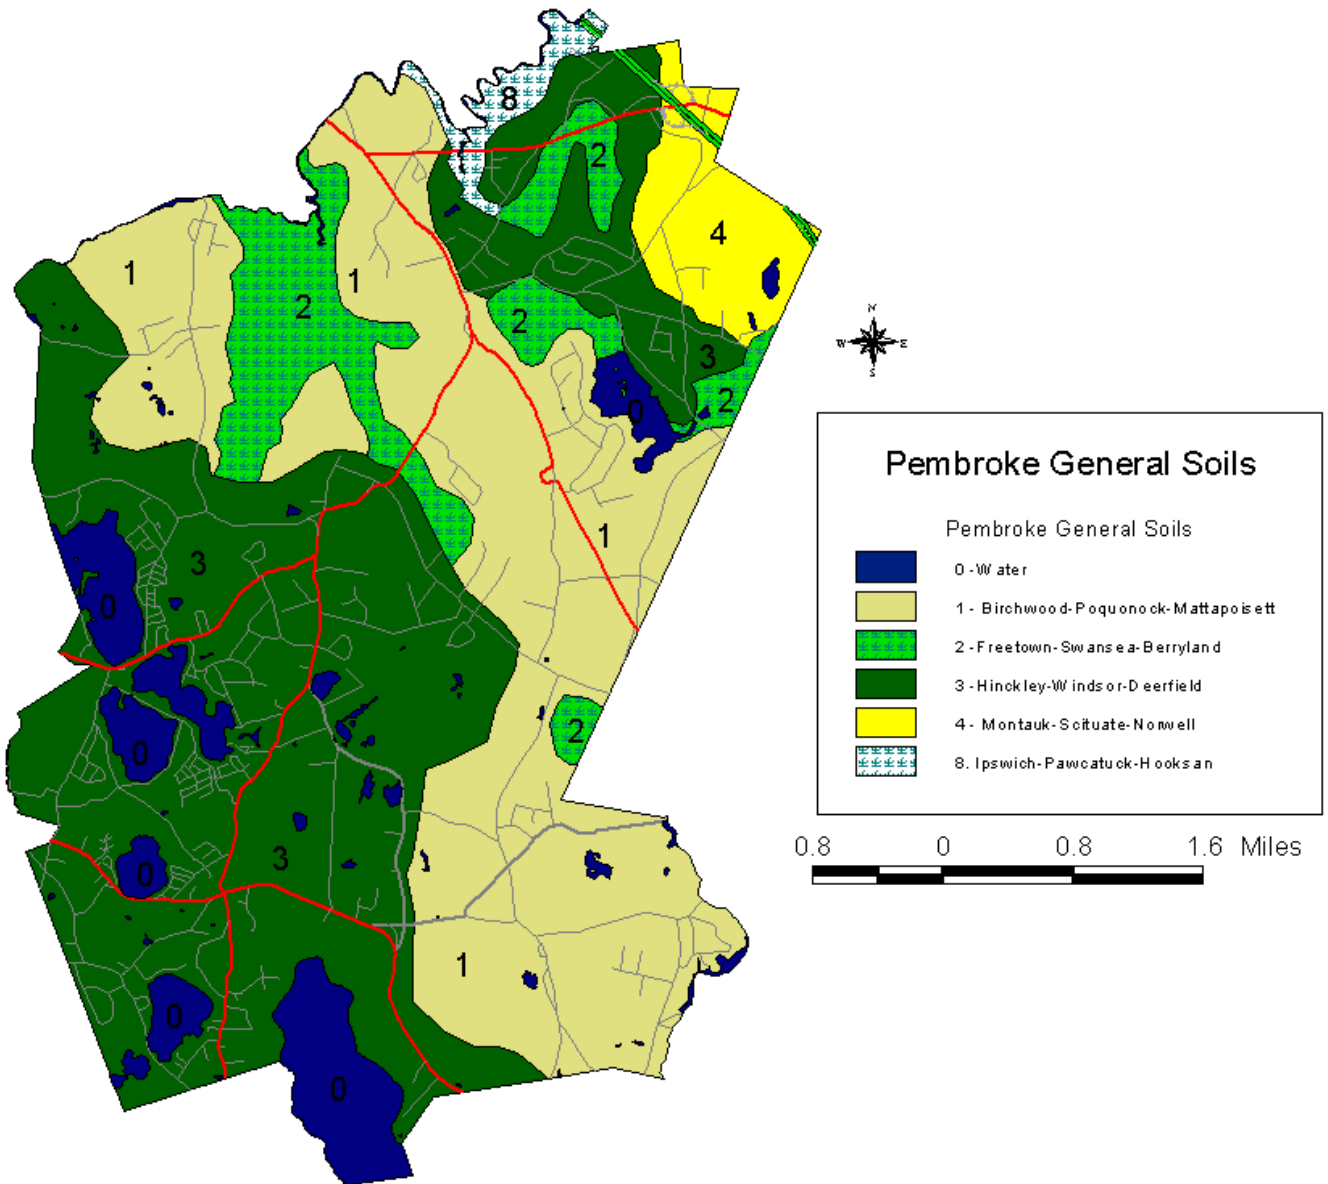 8
2
4
1
2
1
2
3
2
0
1
3
0
2
0
3
0
1
0
0
N
W E
S
Pembroke General Soils
Pembroke General Soils
0 - Water
1 - Birchwood-Poquonock-Mattapoisett
2 - Freetown-Swansea-Berryland
3 - Hinckley-Windsor-Deerfield
4 - Montauk-Scituate-Norwell
8. Ipswich-Pawcatuck-Hooksan
0.8 0 0.8 1.6 Miles